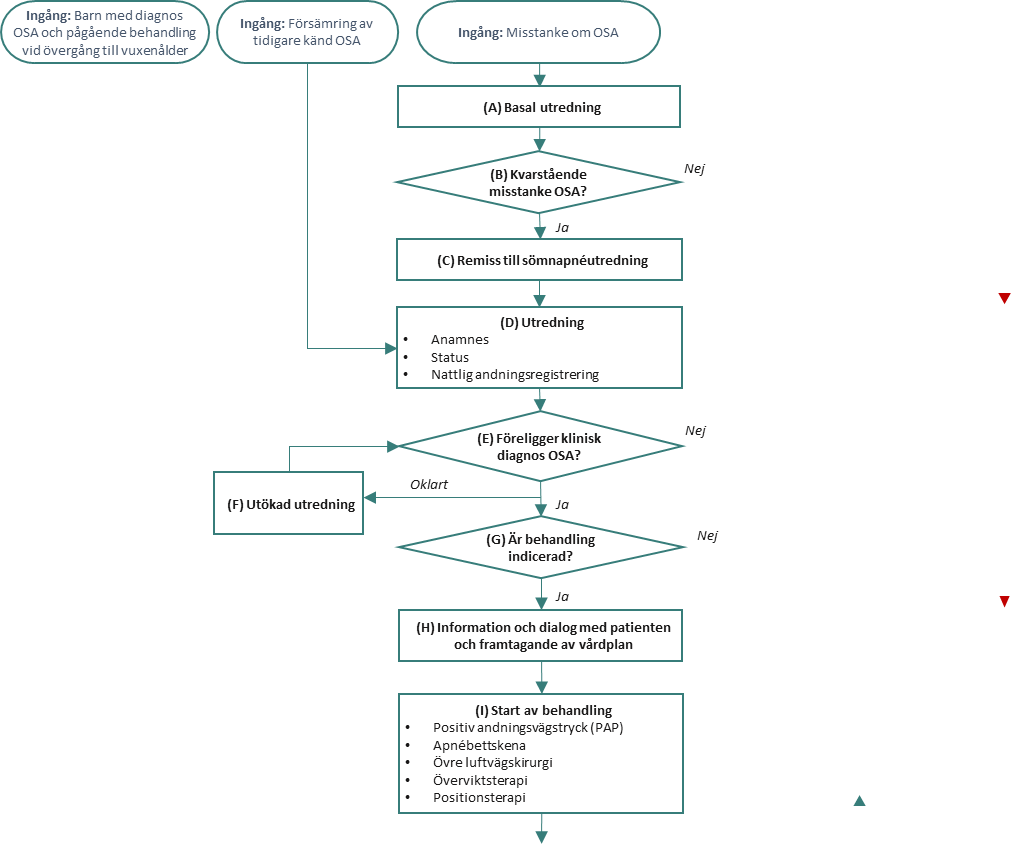 Ingång: Barn med diagnos
OSA och pågående behandling
vid övergång till vuxenålder
Ingång: Försämring av
tidigare känd OSA
Ingång: Misstanke om OSA
(A) Basal utredning
(B) Kvarstående
misstanke OSA?
Nej
Ja
(C) Remiss till sömnapnéutredning
(D) Utredning
• Anamnes
• Status
• Nattlig andningsregistrering
(E) Föreligger klinisk
diagnos OSA?
Nej
Oklart
Ja
(F) Utökad utredning
(G) Är behandling
indicerad?
Nej
Ja
(H) Information och dialog med patienten
och framtagande av vårdplan
(I) Start av behandling
• Positiv andningsvägstryck (PAP)
• Apnébettskena
• Övre luftvägskirurgi
• Överviktsterapi
• Positionsterapi